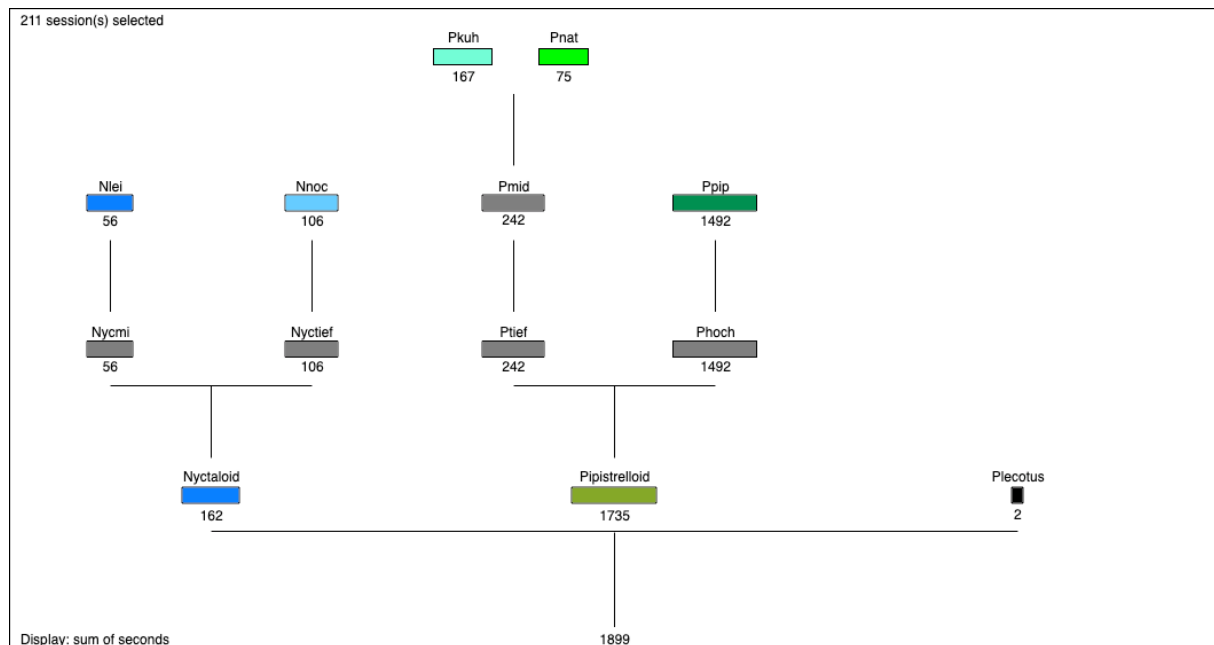 211 session(s) selected
Pkuh Pnat
167 75
Nlei Nnoc Pmid Ppip
56 106 242 1492
Nycmi Nyctief Ptief Phoch
56 106 242 1492
Nyctaloid Pipistrelloid Plecotus
162 1735 2
Display: sum of seconds 1899